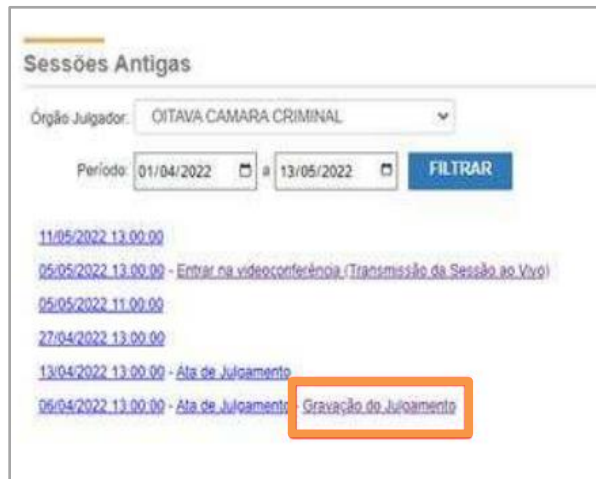 Sessões Antigas
Órgão Julgador: OITAVA CAMARA CRIMINAL
Período: 01/04/2022 a 13/05/2022 FILTRAR
11/05/2022 13:00:00
05/05/2022 13:00:00 - Entrar na videoconferência (Transmissão da Sessão ao Vivo)
05/05/2022 11:00:00
27/04/2022 13:00:00
13/04/2022 13:00:00 - Ata de Julgamento
06/04/2022 13:00:00 - Ata de Julgamento - Gravação do Julgamento